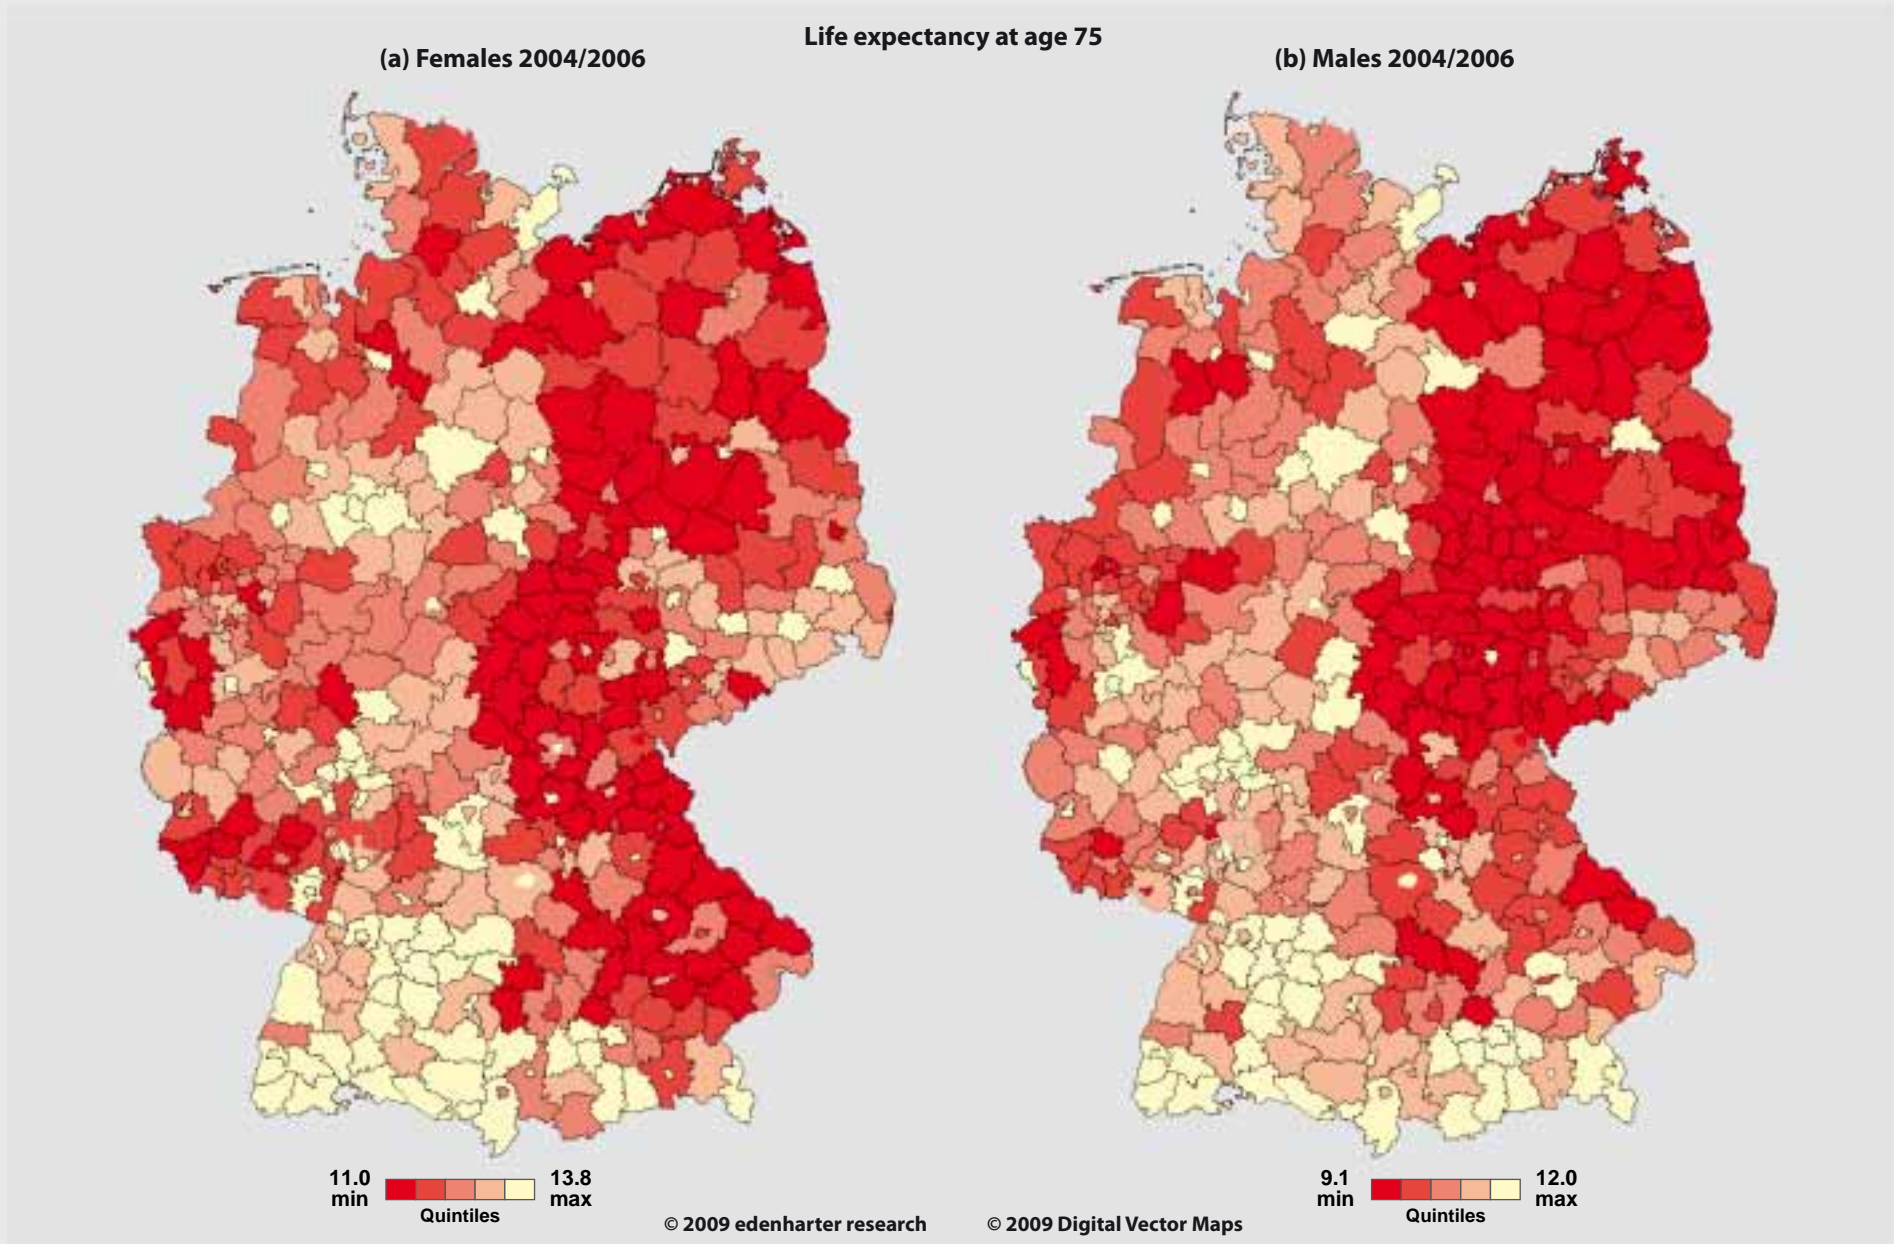 Life expectancy at age 75
(a) Females 2004/2006
(b) Males 2004/2006
11.0
min
13.8
max
Quintiles
9.1
min
12.0
max
Quintiles
© 2009 edenharter research
© 2009 Digital Vector Maps